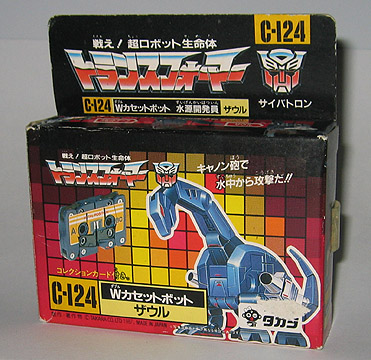 戦え！超ロボット生命体
C-124
トランスフォーマー
サイバトロン
C-124
Wカセットボット
水源開発員
サウル
戦え！超ロボット生命体
トランスフォーマー
キャノン砲で
水中から攻撃だ!!
コレクションカード
C-124
Wカセットボット
サウル
タカラ
MADE IN JAPAN